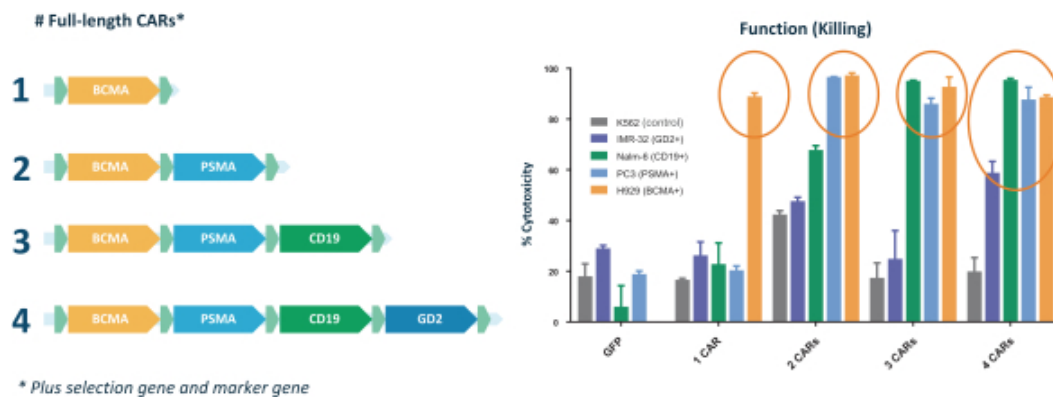 # Full-length CARs*
1
BCMA
2
BCMA PSMA
3
BCMA PSMA CD19
4
BCMA PSMA CD19 GD2
* Plus selection gene and marker gene
Function (Killing)
% Cytotoxicity
100
80
60
40
20
0
K562 (control)
IMR-32 (GD2+)
Nalm-6 (CD19+)
PC3 (PSMA+)
H929 (BCMA+)
GFP
1 CAR
2 CARs
3 CARs
4 CARs